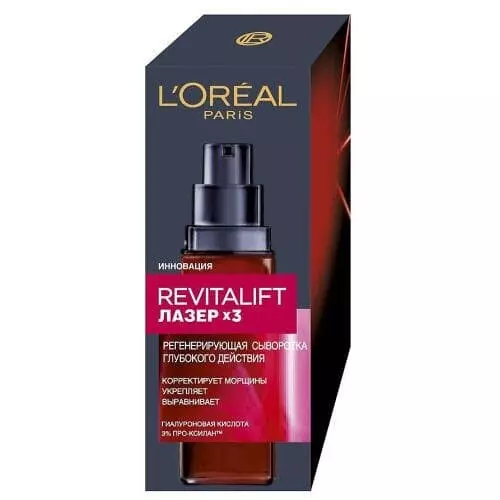 L'ORÉAL
PARIS
ИННОВАЦИЯ
REVITALIFT
ЛАЗЕР x3
РЕГЕНЕРИРУЮЩАЯ СЫВОРОТКА
ГЛУБОКОГО ДЕЙСТВИЯ
КОРРЕКТИРУЕТ МОРЩИНЫ
УКРЕПЛЯЕТ
ВЫРАВНИВАЕТ
ГИАЛУРОНОВАЯ КИСЛОТА
3% ПРО-КСИЛАН™